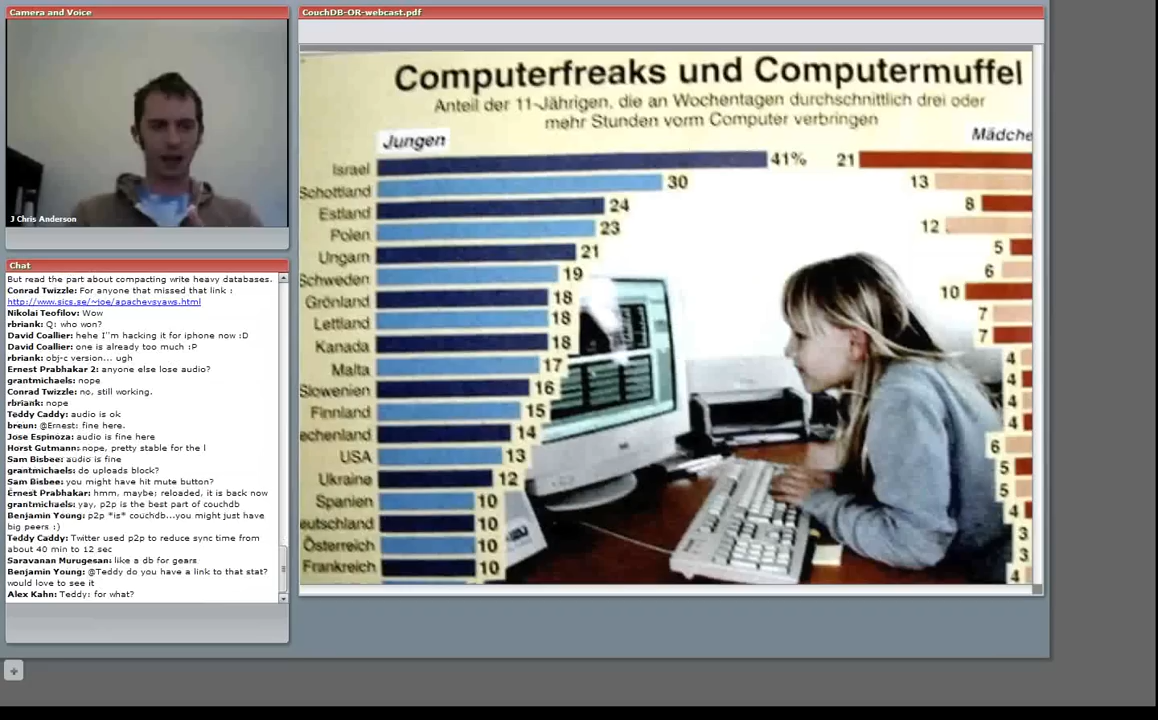 Camera and Voice
J Chris Anderson
Chat
But read the part about compacting write heavy databases.
Conrad Twizzle: For anyone that missed that link :
http://www.sics.se/~joe/apachevsyaws.html
Nikolai Teofilov: Wow
rbriank: Q: who won?
David Coallier: hehe I"m hacking it for iphone now :D
David Coallier: one is already too much :P
rbriank: obj-c version... ugh
Ernest Prabhakar 2: anyone else lose audio?
grantmichaels: nope
Conrad Twizzle: no, still working.
rbriank: nope
Teddy Caddy: audio is ok
breun: @Ernest: fine here.
Jose Espinoza: audio is fine here
Horst Gutmann: nope, pretty stable for the l
Sam Bisbee: audio is fine
grantmichaels: do uploads block?
Sam Bisbee: you might have hit mute button?
Ernest Prabhakar: hmm, maybe; reloaded, it is back now
grantmichaels: yay, p2p is the best part of couchdb
Benjamin Young: p2p *is* couchdb...you might just have
big peers :}
Teddy Caddy: Twitter used p2p to reduce sync time from
about 40 min to 12 sec
Saravanan Murugesan: like a db for gears
Benjamin Young: @Teddy do you have a link to that stat?
would love to see it
Alex Kahn: Teddy: for what?
CouchDB-OR-webcast.pdf
Computerfreaks und Computermuffel
Anteil der 11-Jährigen, die an Wochentagen durchschnittlich drei oder
mehr Stunden vorm Computer verbringen
Jungen Mädche
Israel 41% 21
Schottland 30 13
Estland 24 8
Polen 23 12
Ungarn 21 5
Schweden 19 6
Grönland 18 10
Lettland 18 7
Kanada 18 7
Malta 17 4
Slowenien 16 4
Finnland 15 4
echenland 14 4
USA 13 6
Ukraine 12 5
Spanien 10 5
eutschland 10 4
Österreich 10 3
Frankreich 10 3
4